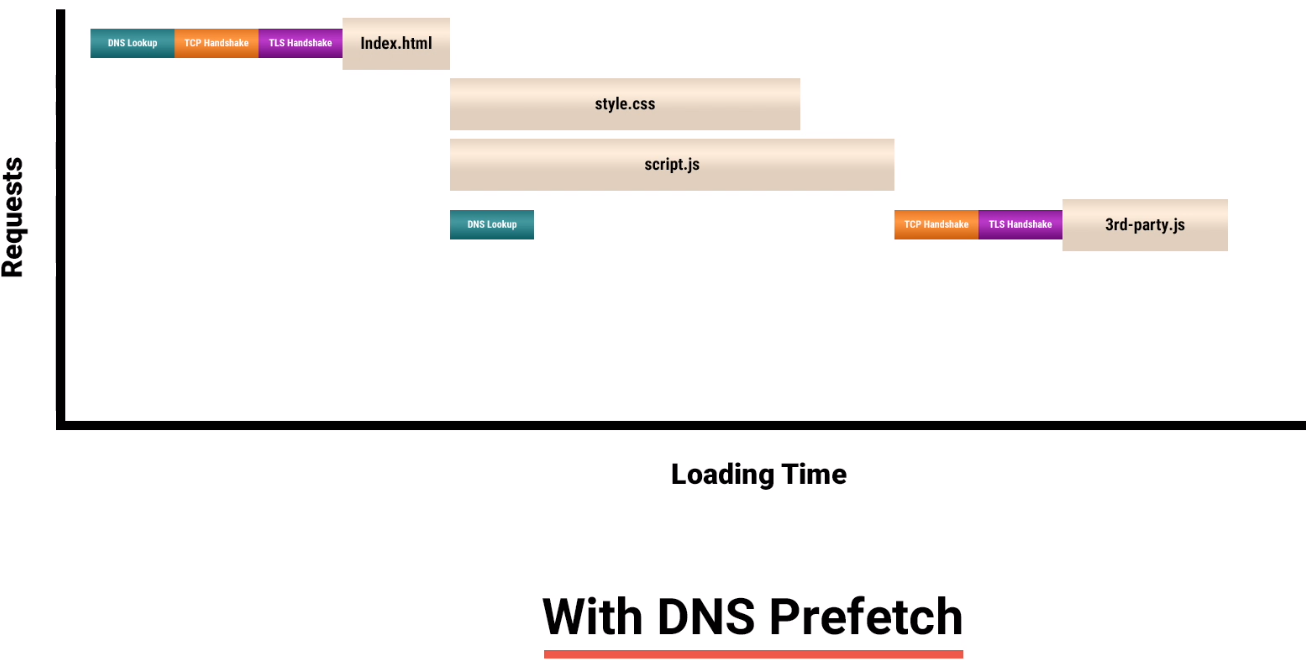 DNS Lookup TCP Handshake TLS Handshake Index.html
style.css
script.js
DNS Lookup TCP Handshake TLS Handshake 3rd-party.js
Requests
Loading Time
With DNS Prefetch